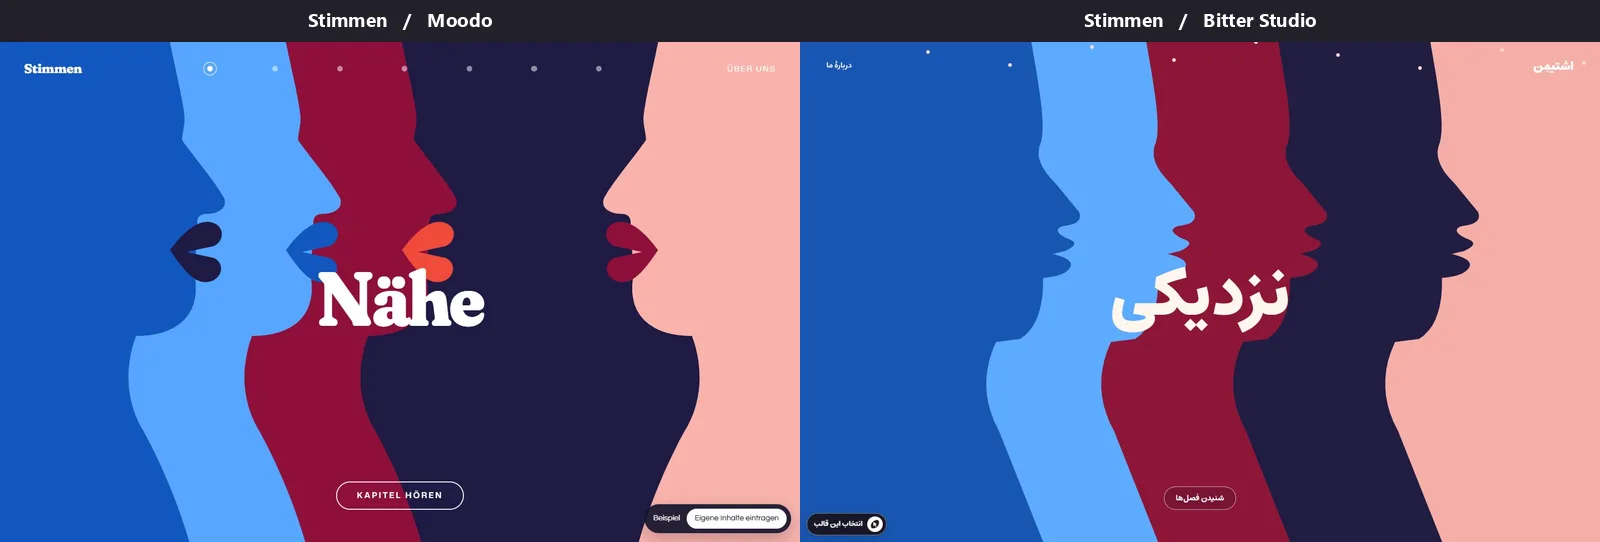 Stimmen / Moodo
Stimmen / Bitter Studio
Stimmen
ÜBER UNS
Nähe
KAPITEL HÖREN
Beispiel
Eigene Inhalte eintragen
اشتیمن
دربارهٔ ما
نزدیکی
شنیدن فصل‌ها
انتخاب این قالب